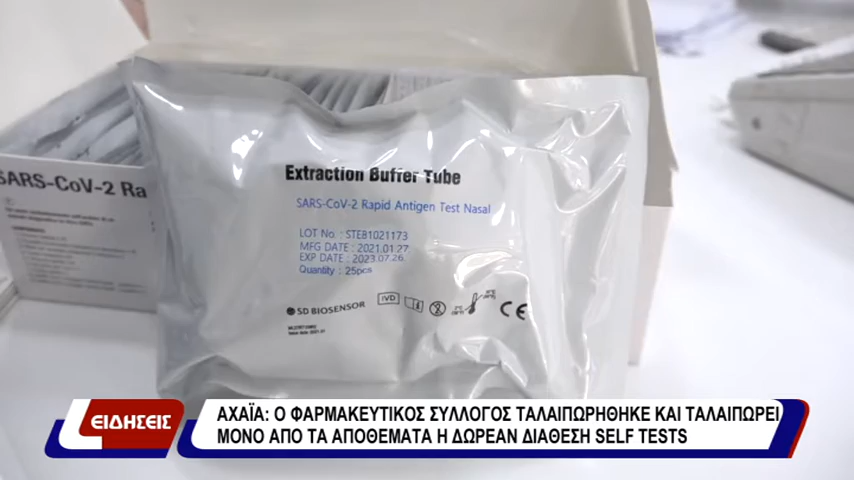 SARS-CoV-2 Ra
Extraction Buffer Tube
SARS-CoV-2 Rapid Antigen Test Nasal
LOT No. : STE81021173
MFG DATE : 2021.01.27
EXP DATE : 2023.07.26
Quantity : 25pcs
SD BIOSENSOR
IVD
CE
ΕΙΔΗΣΕΙΣ
ΑΧΑΪΑ: Ο ΦΑΡΜΑΚΕΥΤΙΚΟΣ ΣΥΛΛΟΓΟΣ ΤΑΛΑΙΠΩΡΗΘΗΚΕ ΚΑΙ ΤΑΛΑΙΠΩΡΕΙ
ΜΟΝΟ ΑΠΟ ΤΑ ΑΠΟΘΕΜΑΤΑ Η ΔΩΡΕΑΝ ΔΙΑΘΕΣΗ SELF TESTS